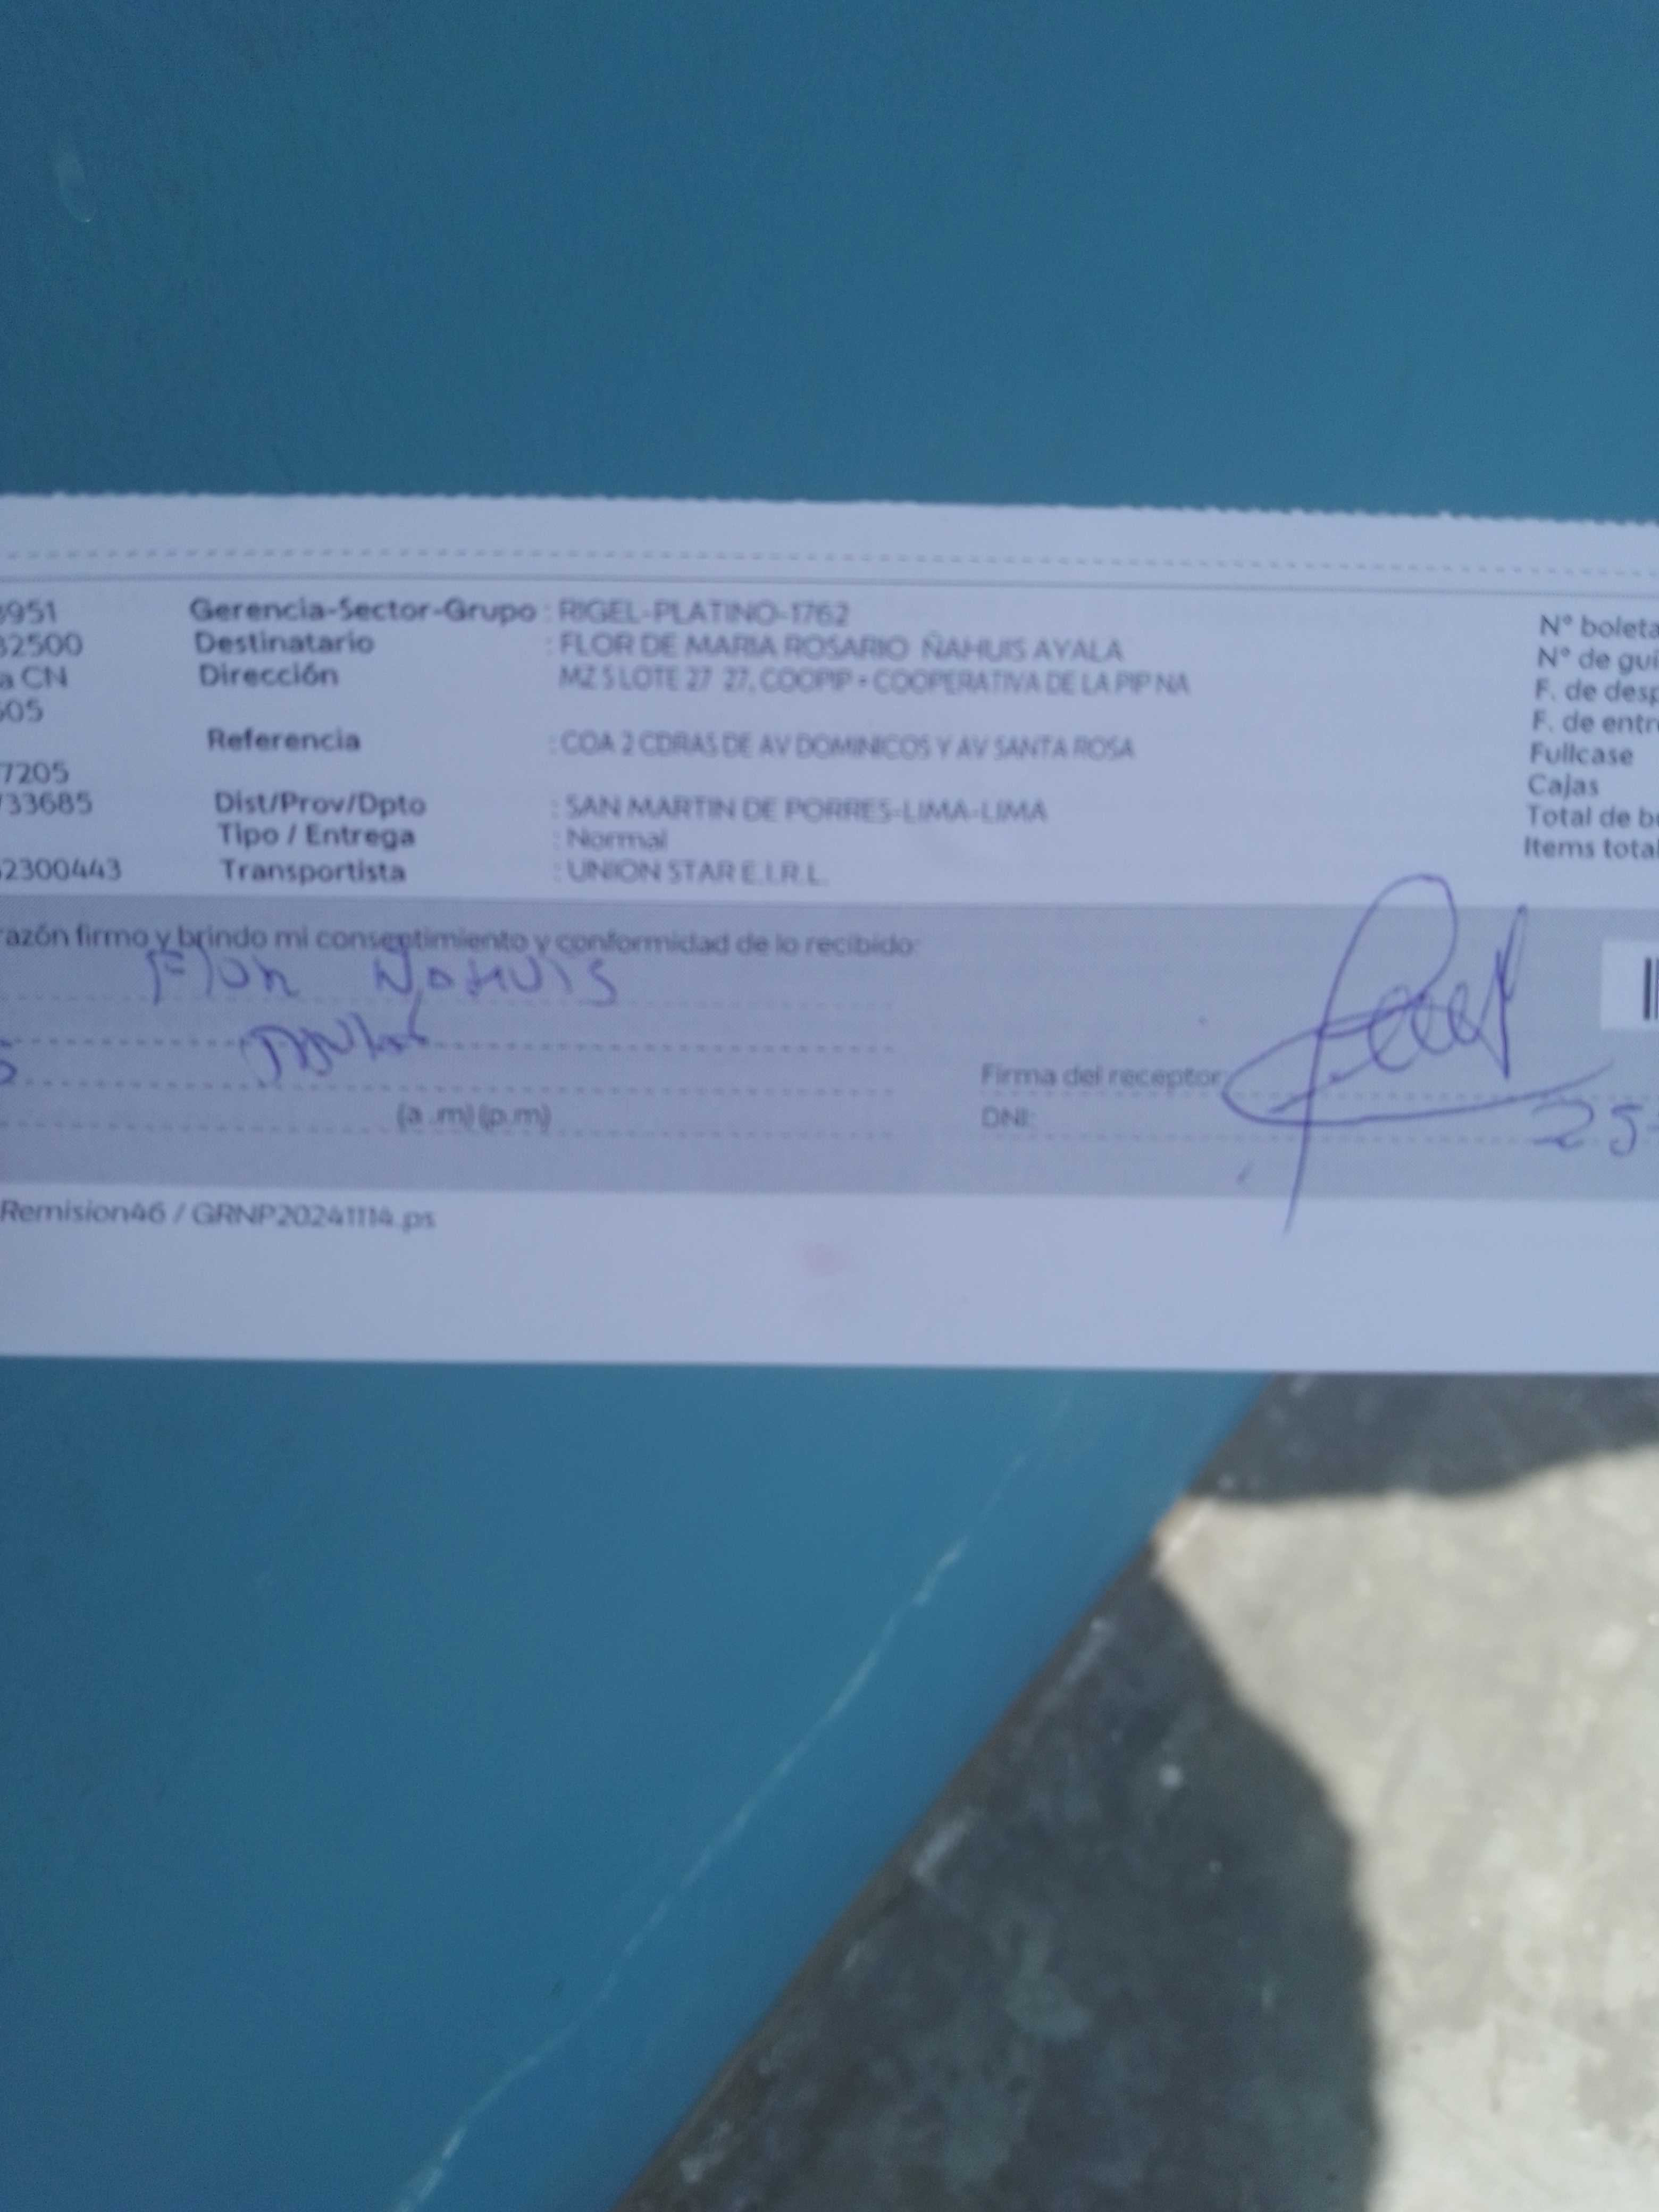 3951 Gerencia-Sector-Grupo : RIGEL-PLATINO-1762 N° boleta
82500 Destinatario : FLOR DE MARIA ROSARIO ÑAHUIS AYALA N° de gui
a CN Dirección MZ S LOTE 27 27, COOPIP - COOPERATIVA DE LA PIP NA F. de desp
505 F. de entr
Referencia : COA 2 CDRAS DE AV DOMINICOS Y AV SANTA ROSA Fullcase
7205 Cajas
733685 Dist/Prov/Dpto : SAN MARTIN DE PORRES-LIMA-LIMA Total de b
Tipo / Entrega : Normal Items total
2300443 Transportista : UNION STAR E.I.R.L.
razón firmo y brindo mi consentimiento y conformidad de lo recibido:
Flor Nahuis
Firma del receptor:
(a .m) (p.m) DNI: 25
Remision46 / GRNP20241114.ps